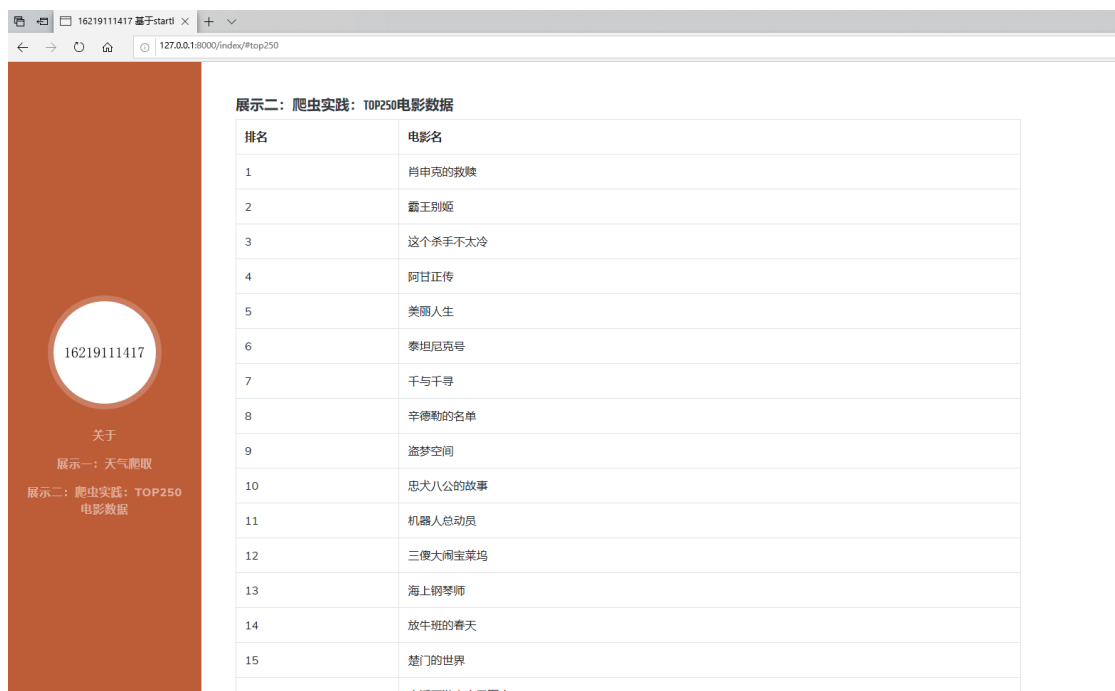 16219111417 基于startl
127.0.0.1:8000/index/#top250
16219111417
关于
展示一：天气爬取
展示二：爬虫实践：TOP250
电影数据
展示二：爬虫实践：TOP250电影数据
排名 电影名
1 肖申克的救赎
2 霸王别姬
3 这个杀手不太冷
4 阿甘正传
5 美丽人生
6 泰坦尼克号
7 千与千寻
8 辛德勒的名单
9 盗梦空间
10 忠犬八公的故事
11 机器人总动员
12 三傻大闹宝莱坞
13 海上钢琴师
14 放牛班的春天
15 楚门的世界